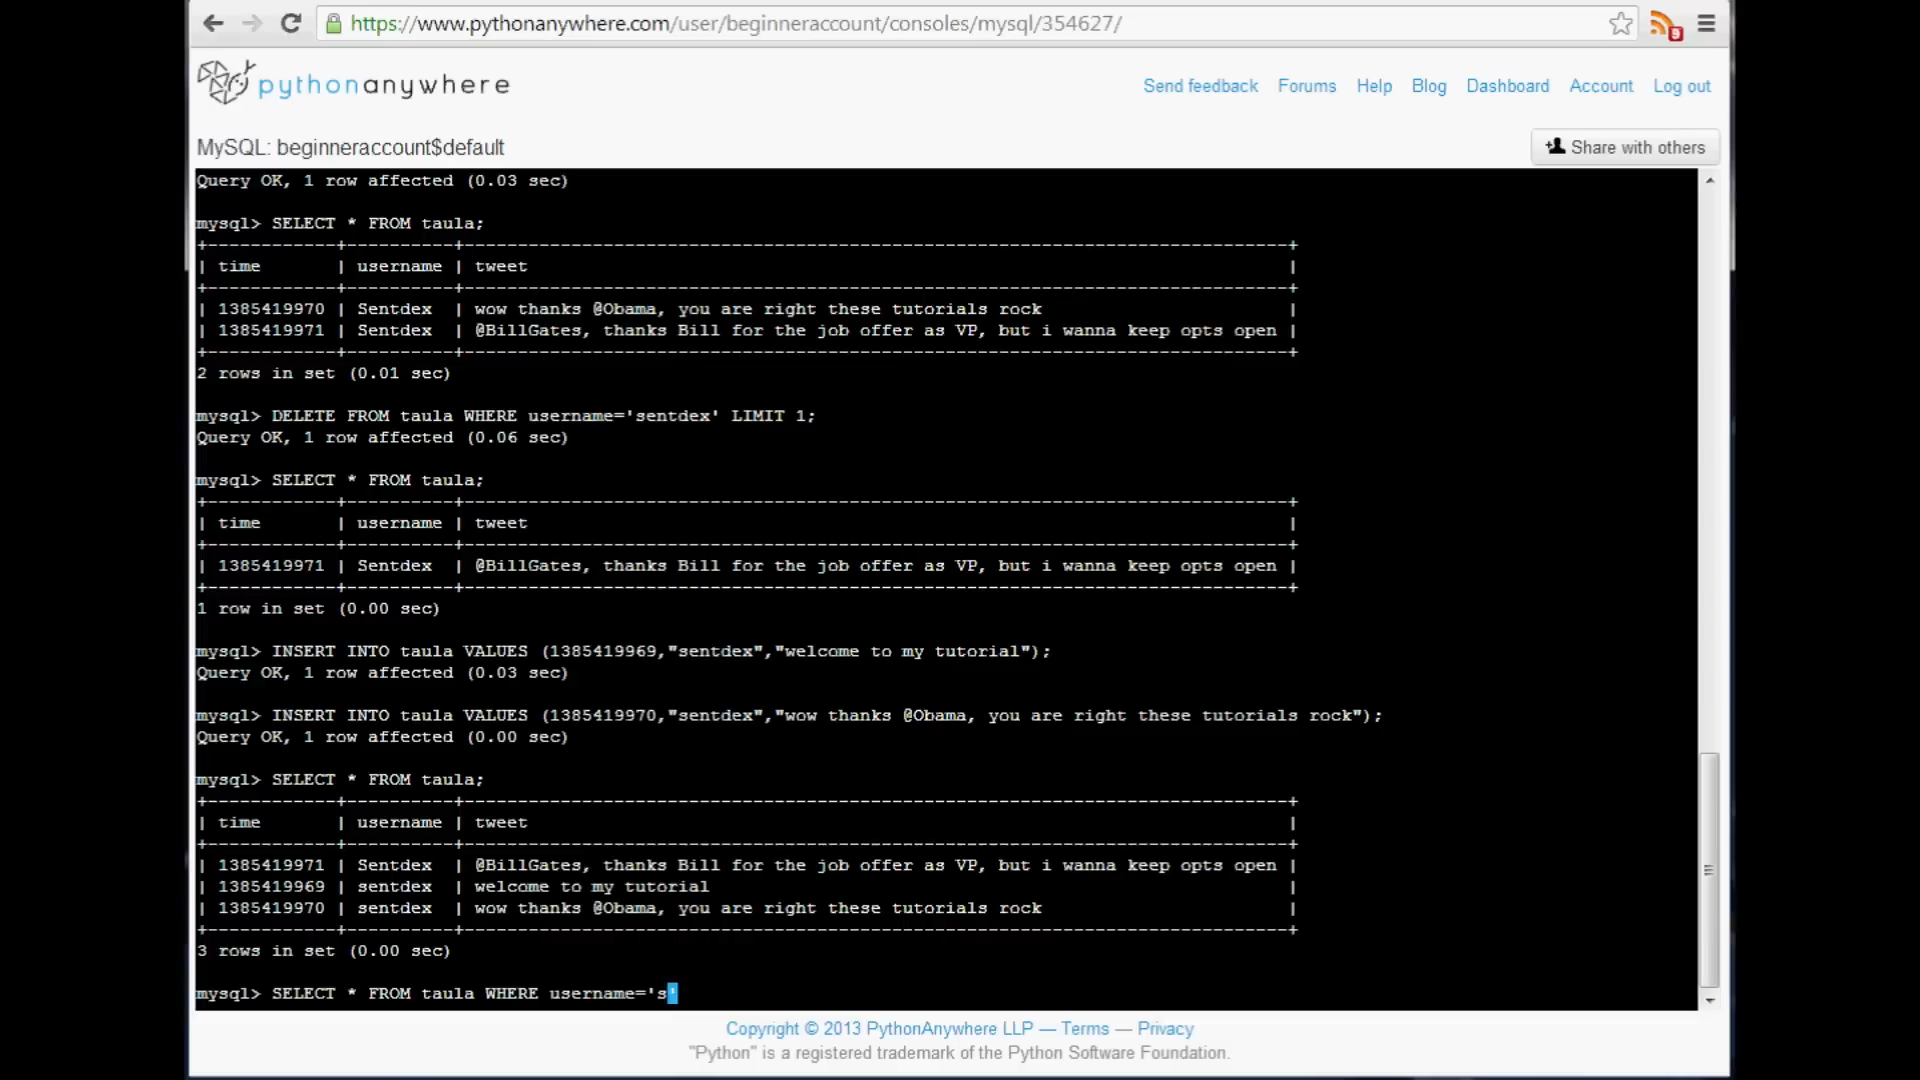 https://www.pythonanywhere.com/user/beginneraccount/consoles/mysql/354627/
9
pythonanywhere
Send feedback Forums Help Blog Dashboard Account Log out
MySQL: beginneraccount$default
Share with others
Query OK, 1 row affected (0.03 sec)
mysql> SELECT * FROM taula;
+------------+----------+-----------------------------------------------------------------------------+
| time       | username | tweet                                                                       |
+------------+----------+-----------------------------------------------------------------------------+
| 1385419970 | Sentdex  | wow thanks @Obama, you are right these tutorials rock                       |
| 1385419971 | Sentdex  | @BillGates, thanks Bill for the job offer as VP, but i wanna keep opts open |
+------------+----------+-----------------------------------------------------------------------------+
2 rows in set (0.01 sec)
mysql> DELETE FROM taula WHERE username='sentdex' LIMIT 1;
Query OK, 1 row affected (0.06 sec)
mysql> SELECT * FROM taula;
+------------+----------+-----------------------------------------------------------------------------+
| time       | username | tweet                                                                       |
+------------+----------+-----------------------------------------------------------------------------+
| 1385419971 | Sentdex  | @BillGates, thanks Bill for the job offer as VP, but i wanna keep opts open |
+------------+----------+-----------------------------------------------------------------------------+
1 row in set (0.00 sec)
mysql> INSERT INTO taula VALUES (1385419969,"sentdex","welcome to my tutorial");
Query OK, 1 row affected (0.03 sec)
mysql> INSERT INTO taula VALUES (1385419970,"sentdex","wow thanks @Obama, you are right these tutorials rock");
Query OK, 1 row affected (0.00 sec)
mysql> SELECT * FROM taula;
+------------+----------+-----------------------------------------------------------------------------+
| time       | username | tweet                                                                       |
+------------+----------+-----------------------------------------------------------------------------+
| 1385419971 | Sentdex  | @BillGates, thanks Bill for the job offer as VP, but i wanna keep opts open |
| 1385419969 | sentdex  | welcome to my tutorial                                                      |
| 1385419970 | sentdex  | wow thanks @Obama, you are right these tutorials rock                       |
+------------+----------+-----------------------------------------------------------------------------+
3 rows in set (0.00 sec)
mysql> SELECT * FROM taula WHERE username='s'
Copyright © 2013 PythonAnywhere LLP — Terms — Privacy
"Python" is a registered trademark of the Python Software Foundation.